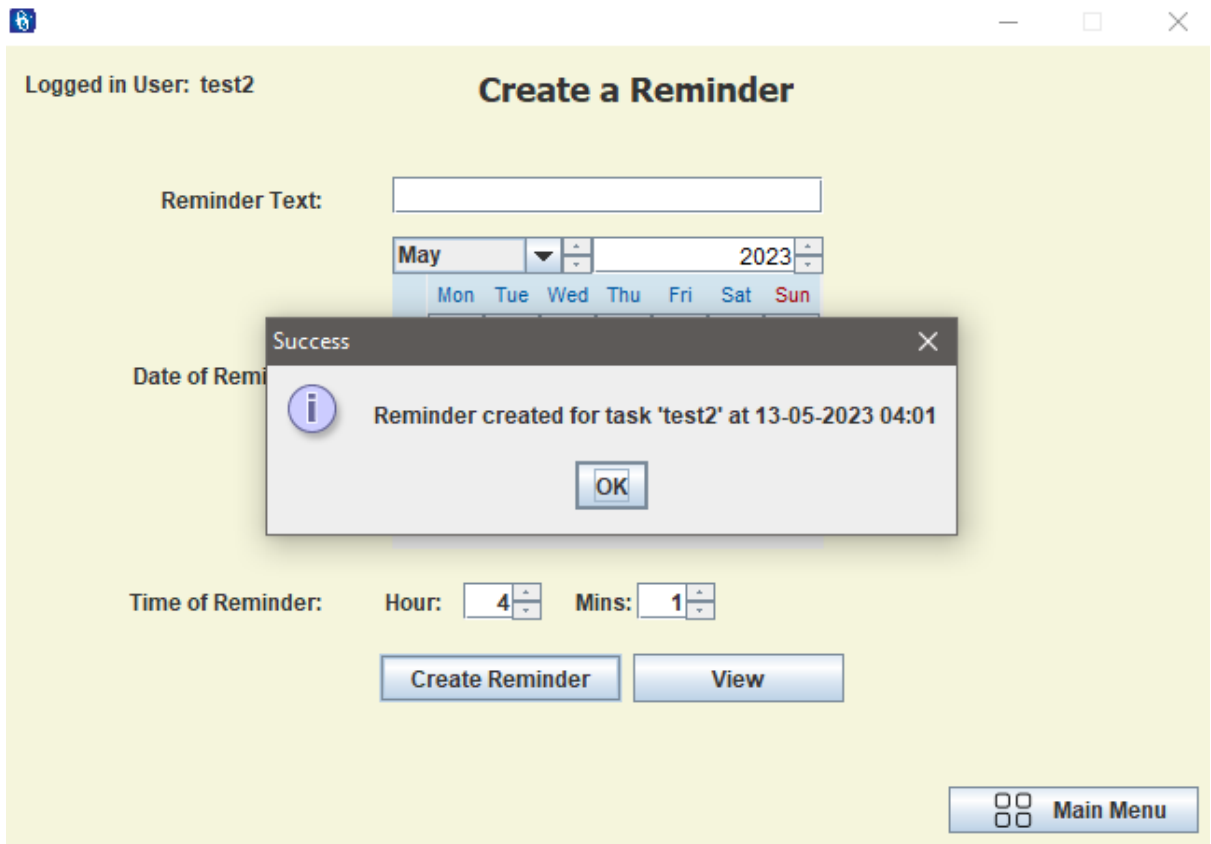 Logged in User: test2
Create a Reminder
Reminder Text:
May
2023
Mon Tue Wed Thu Fri Sat Sun
Success
Date of Remi
Reminder created for task 'test2' at 13-05-2023 04:01
OK
Time of Reminder: Hour: 4 Mins: 1
Create Reminder
View
Main Menu